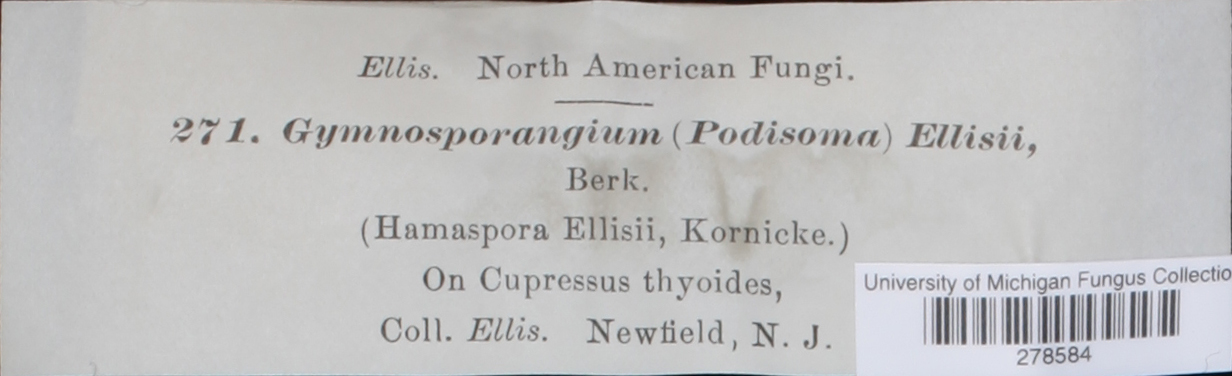 Ellis. North American Fungi.
271. Gymnosporangium (Podisoma) Ellisii,
Berk.
(Hamaspora Ellisii, Kornicke.)
On Cupressus thyoides,
Coll. Ellis. Newfield, N. J.
University of Michigan Fungus Collectio
278584